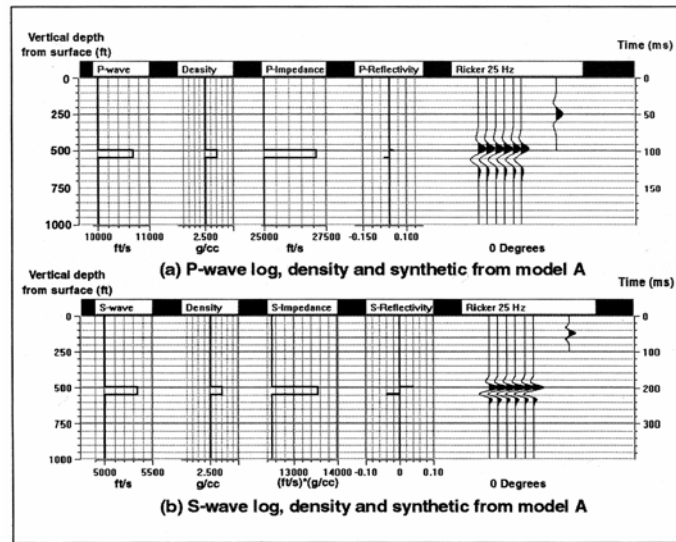 Vertical depth
from surface (ft)
Time (ms)
P-wave Density P-Impedance P-Reflectivity Ricker 25 Hz
0 0
250 50
500 100
750 150
1000
10000 11000 2.500 25000 27500 -0.150 0.100
ft/s g/cc ft/s 0 Degrees
(a) P-wave log, density and synthetic from model A
Vertical depth
from surface (ft)
Time (ms)
S-wave Density S-Impedance S-Reflectivity Ricker 25 Hz
0 0
250 100
500 200
750 300
1000
5000 5500 2.500 13000 14000 -0.10 0 0.10
ft/s g/cc (ft/s)*(g/cc) 0 Degrees
(b) S-wave log, density and synthetic from model A